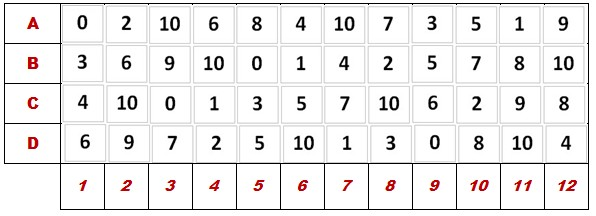 A 0 2 10 6 8 4 10 7 3 5 1 9
B 3 6 9 10 0 1 4 2 5 7 8 10
C 4 10 0 1 3 5 7 10 6 2 9 8
D 6 9 7 2 5 10 1 3 0 8 10 4
1 2 3 4 5 6 7 8 9 10 11 12